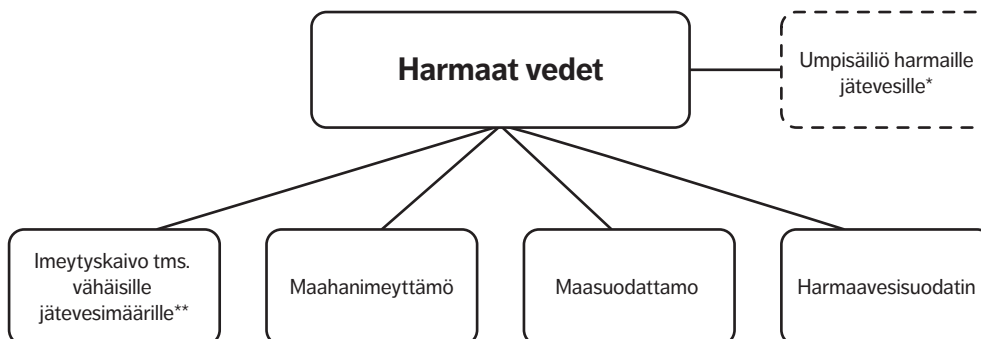 Harmaat vedet
Umpisäiliö harmaille
jätevesille*
Imeytyskaivo tms.
vähäisille
jätevesimäärille**
Maahanimeyttämö
Maasuodattamo
Harmaavesisuodatin